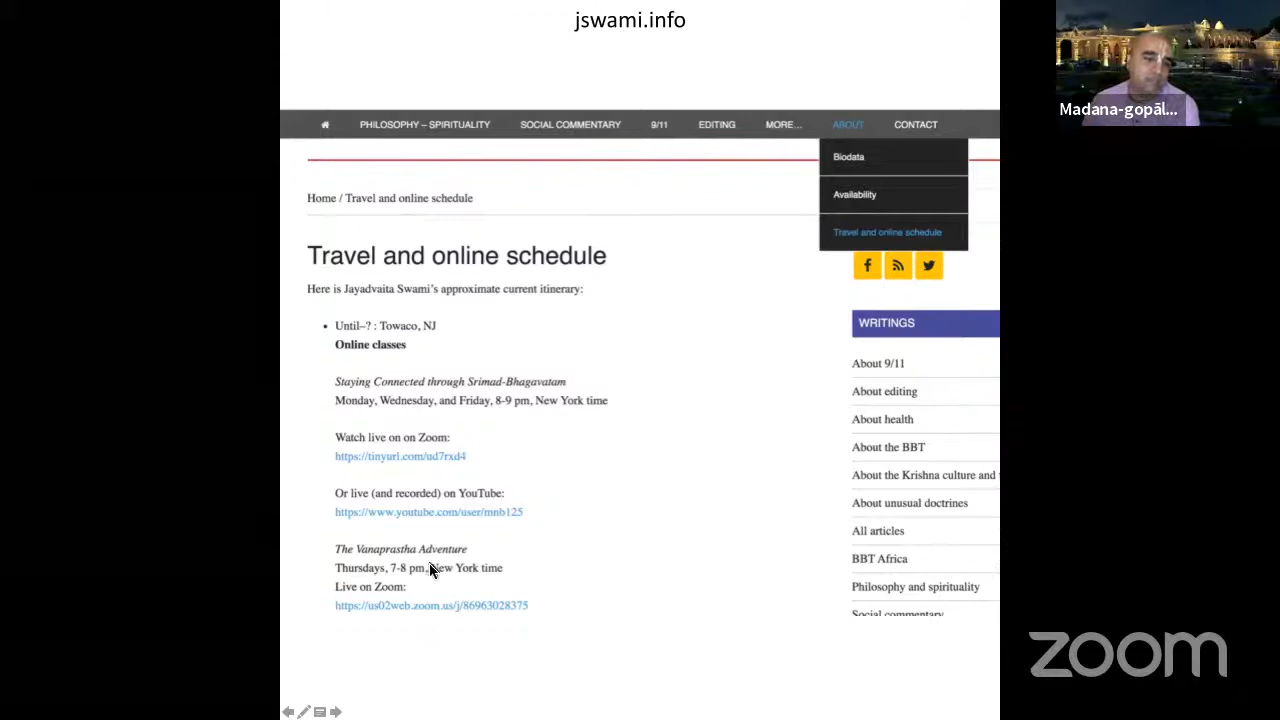 jswami.info
Madana-gopāl...
PHILOSOPHY – SPIRITUALITY SOCIAL COMMENTARY 9/11 EDITING MORE... ABOUT CONTACT
Biodata
Availability
Travel and online schedule
Home / Travel and online schedule
Travel and online schedule
Here is Jayadvaita Swami's approximate current itinerary:
Until–? : Towaco, NJ
Online classes
Staying Connected through Srimad-Bhagavatam
Monday, Wednesday, and Friday, 8-9 pm, New York time
Watch live on on Zoom:
https://tinyurl.com/ud7rxd4
Or live (and recorded) on YouTube:
https://www.youtube.com/user/mnb125
The Vanaprastha Adventure
Thursdays, 7-8 pm, New York time
Live on Zoom:
https://us02web.zoom.us/j/86963028375
WRITINGS
About 9/11
About editing
About health
About the BBT
About the Krishna culture and
About unusual doctrines
All articles
BBT Africa
Philosophy and spirituality
Social commentary
zoom